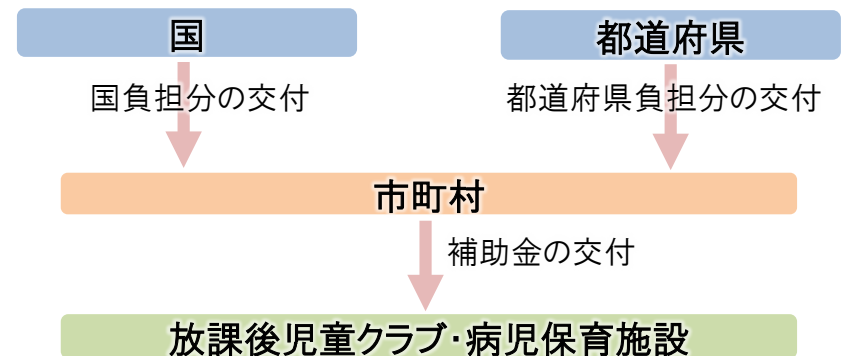 国
都道府県
国負担分の交付
都道府県負担分の交付
市町村
補助金の交付
放課後児童クラブ・病児保育施設